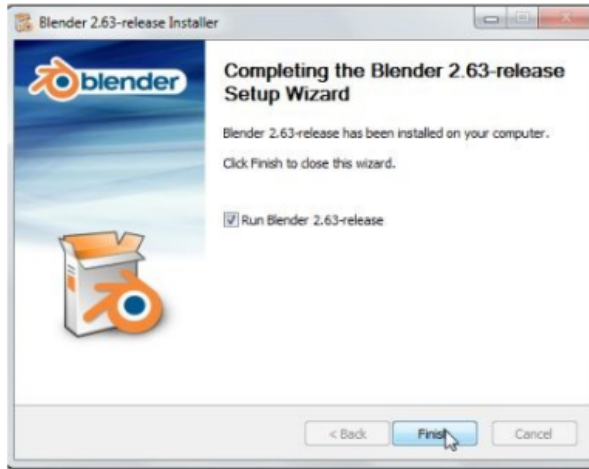 Blender 2.63-release Installer
blender
Completing the Blender 2.63-release
Setup Wizard
Blender 2.63-release has been installed on your computer.
Click Finish to close this wizard.
Run Blender 2.63-release
< Back
Finish
Cancel